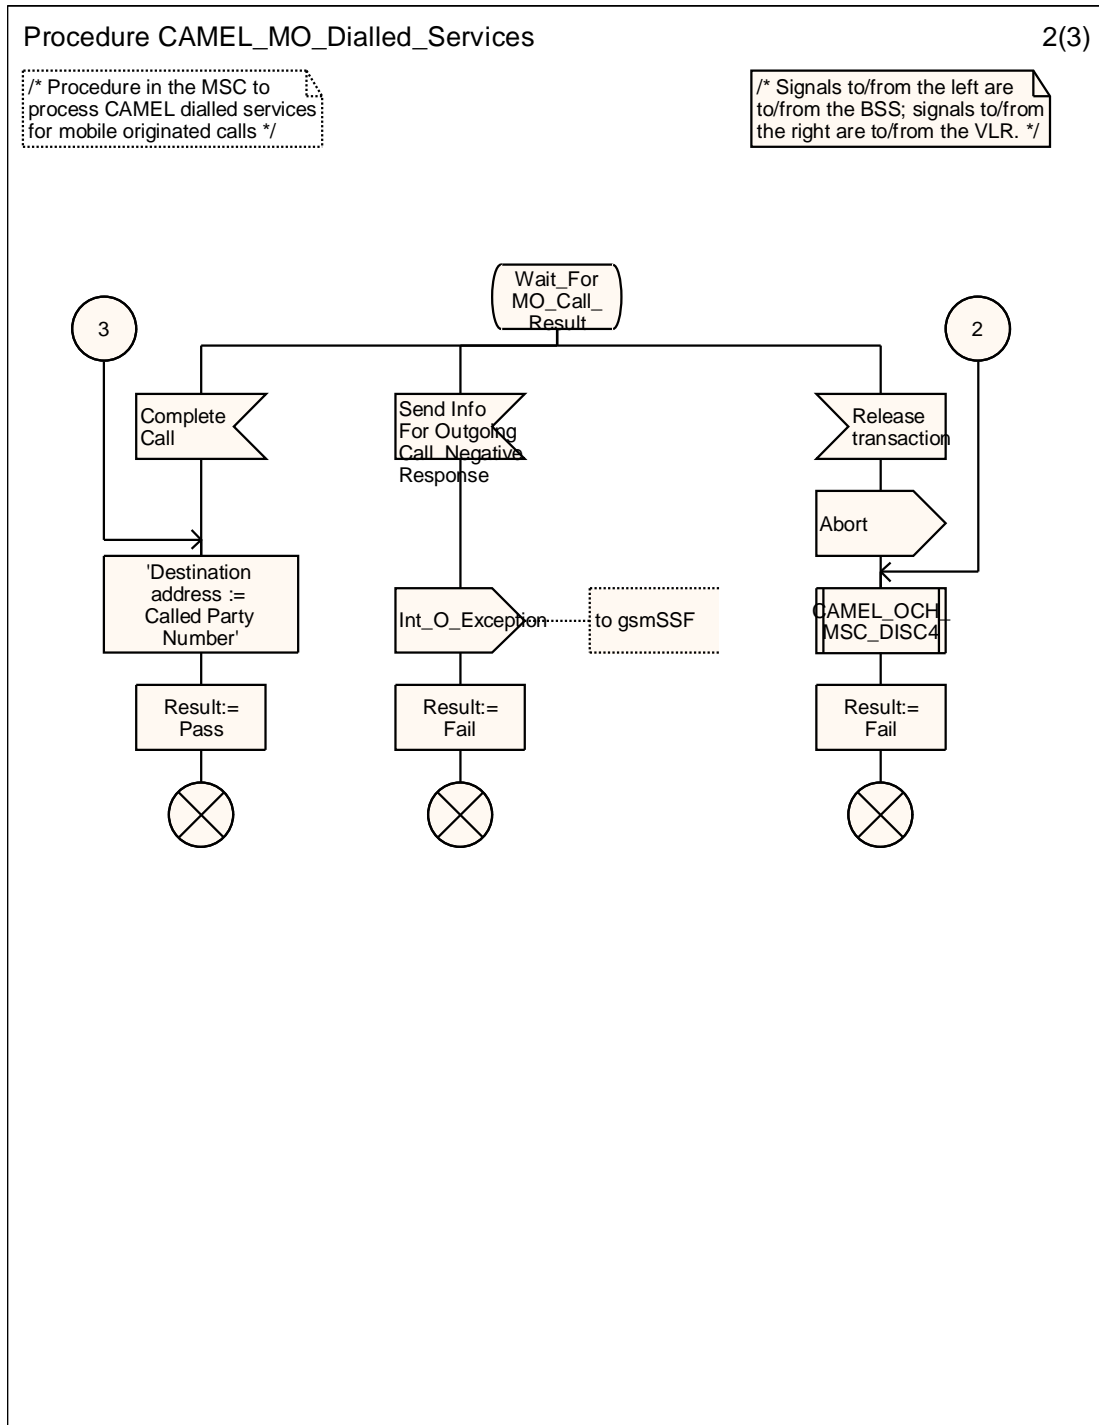 Procedure CAMEL_MO_Dialled_Services
2(3)
/* Procedure in the MSC to
process CAMEL dialled services
for mobile originated calls */
/* Signals to/from the left are
to/from the BSS; signals to/from
the right are to/from the VLR. */
Wait_For
MO_Call_
Result
3
2
Complete
Call
Send Info
For Outgoing
Call_Negative
Response
Release
transaction
Abort
'Destination
address :=
Called Party
Number'
Int_O_Exception
to gsmSSF
CAMEL_OCH_
MSC_DISC4
Result:=
Pass
Result:=
Fail
Result:=
Fail